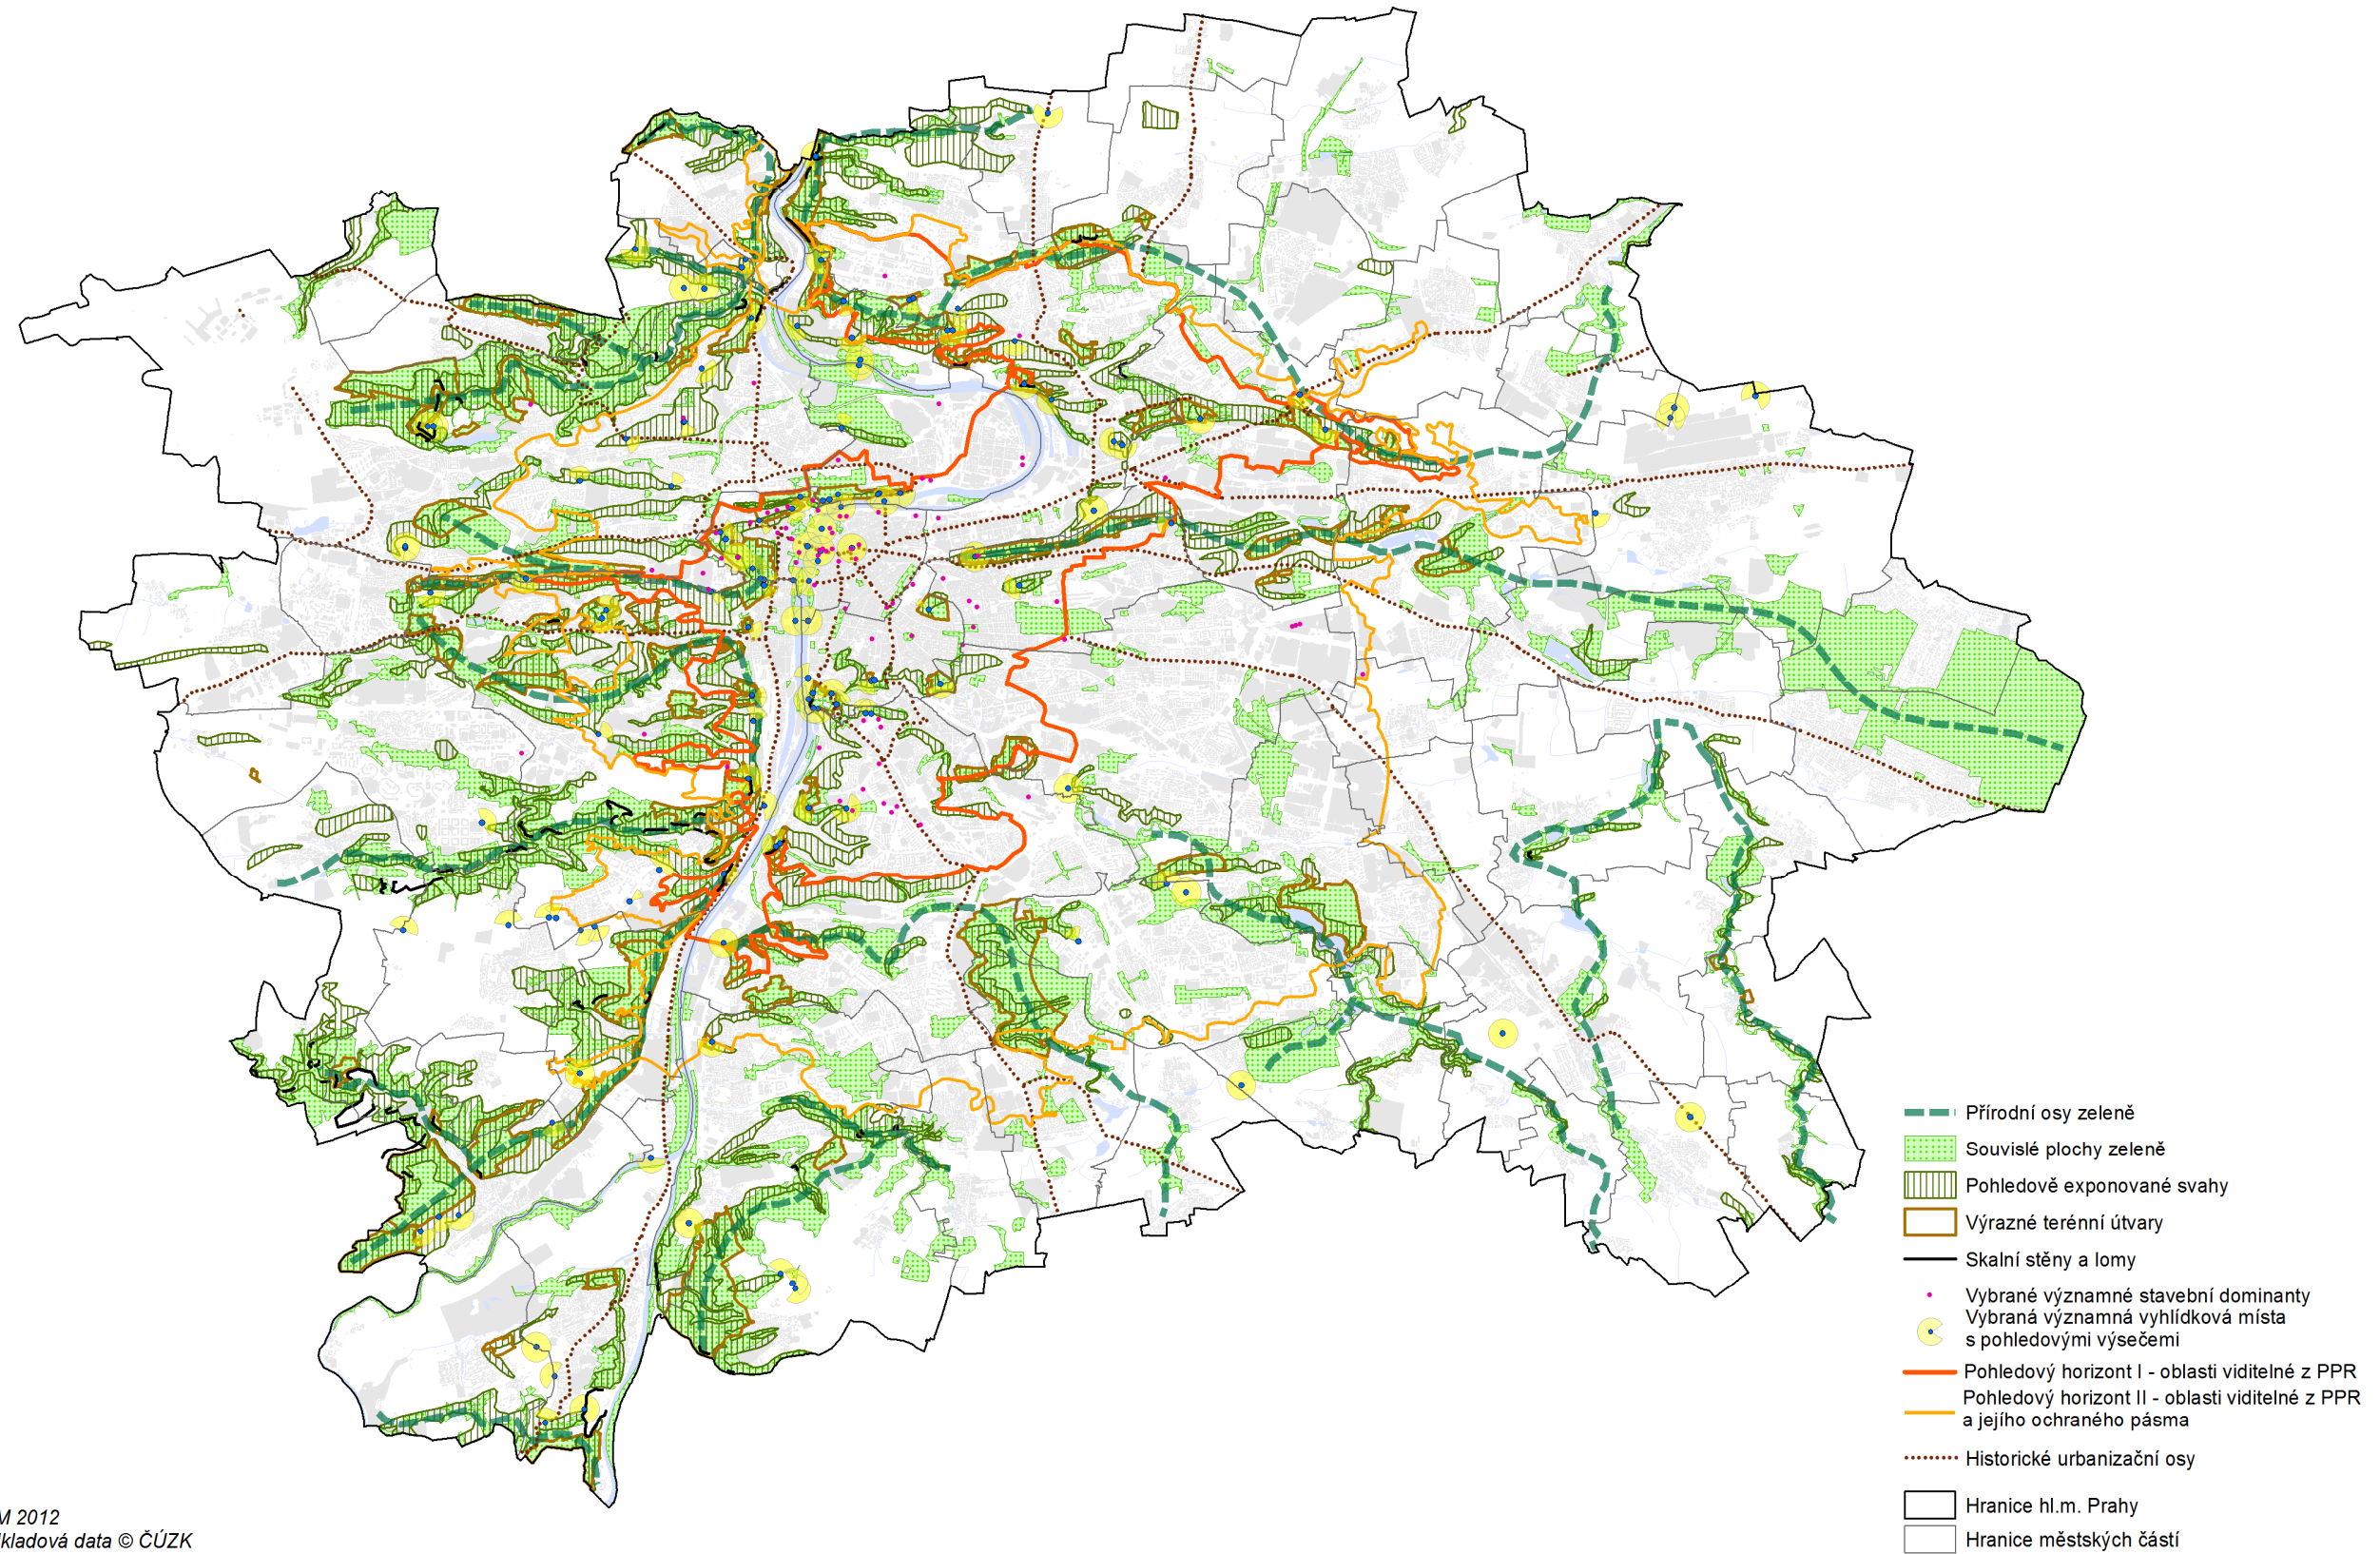 Přírodní osy zeleně
Souvislé plochy zeleně
Pohledově exponované svahy
Výrazné terénní útvary
Skalní stěny a lomy
Vybrané významné stavební dominanty
Vybraná významná vyhlídková místa
s pohledovými výsečemi
Pohledový horizont I - oblasti viditelné z PPR
Pohledový horizont II - oblasti viditelné z PPR
a jejího ochraného pásma
Historické urbanizační osy
Hranice hl.m. Prahy
Hranice městských částí
M 2012
kladová data © ČÚZK